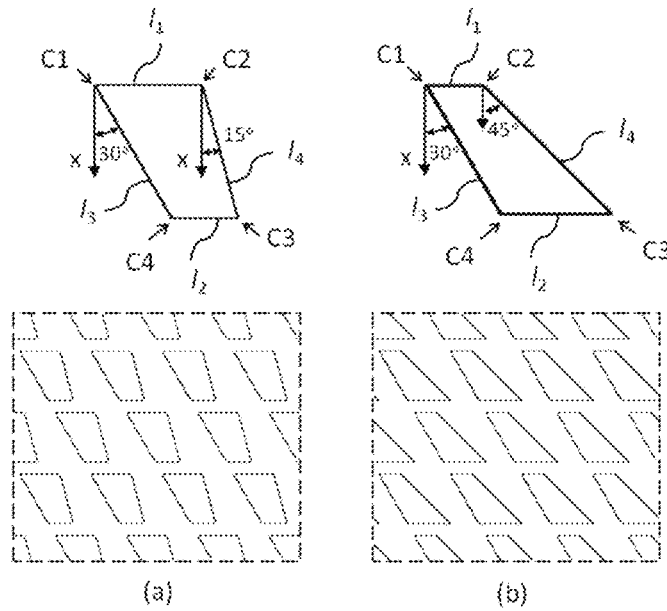 l1 l1
C1 C2 C1 C2
15° 45° l4
x 30° x x 30°
l3 l4 l3
C4 C3 C4 C3
l2 l2
(a) (b)